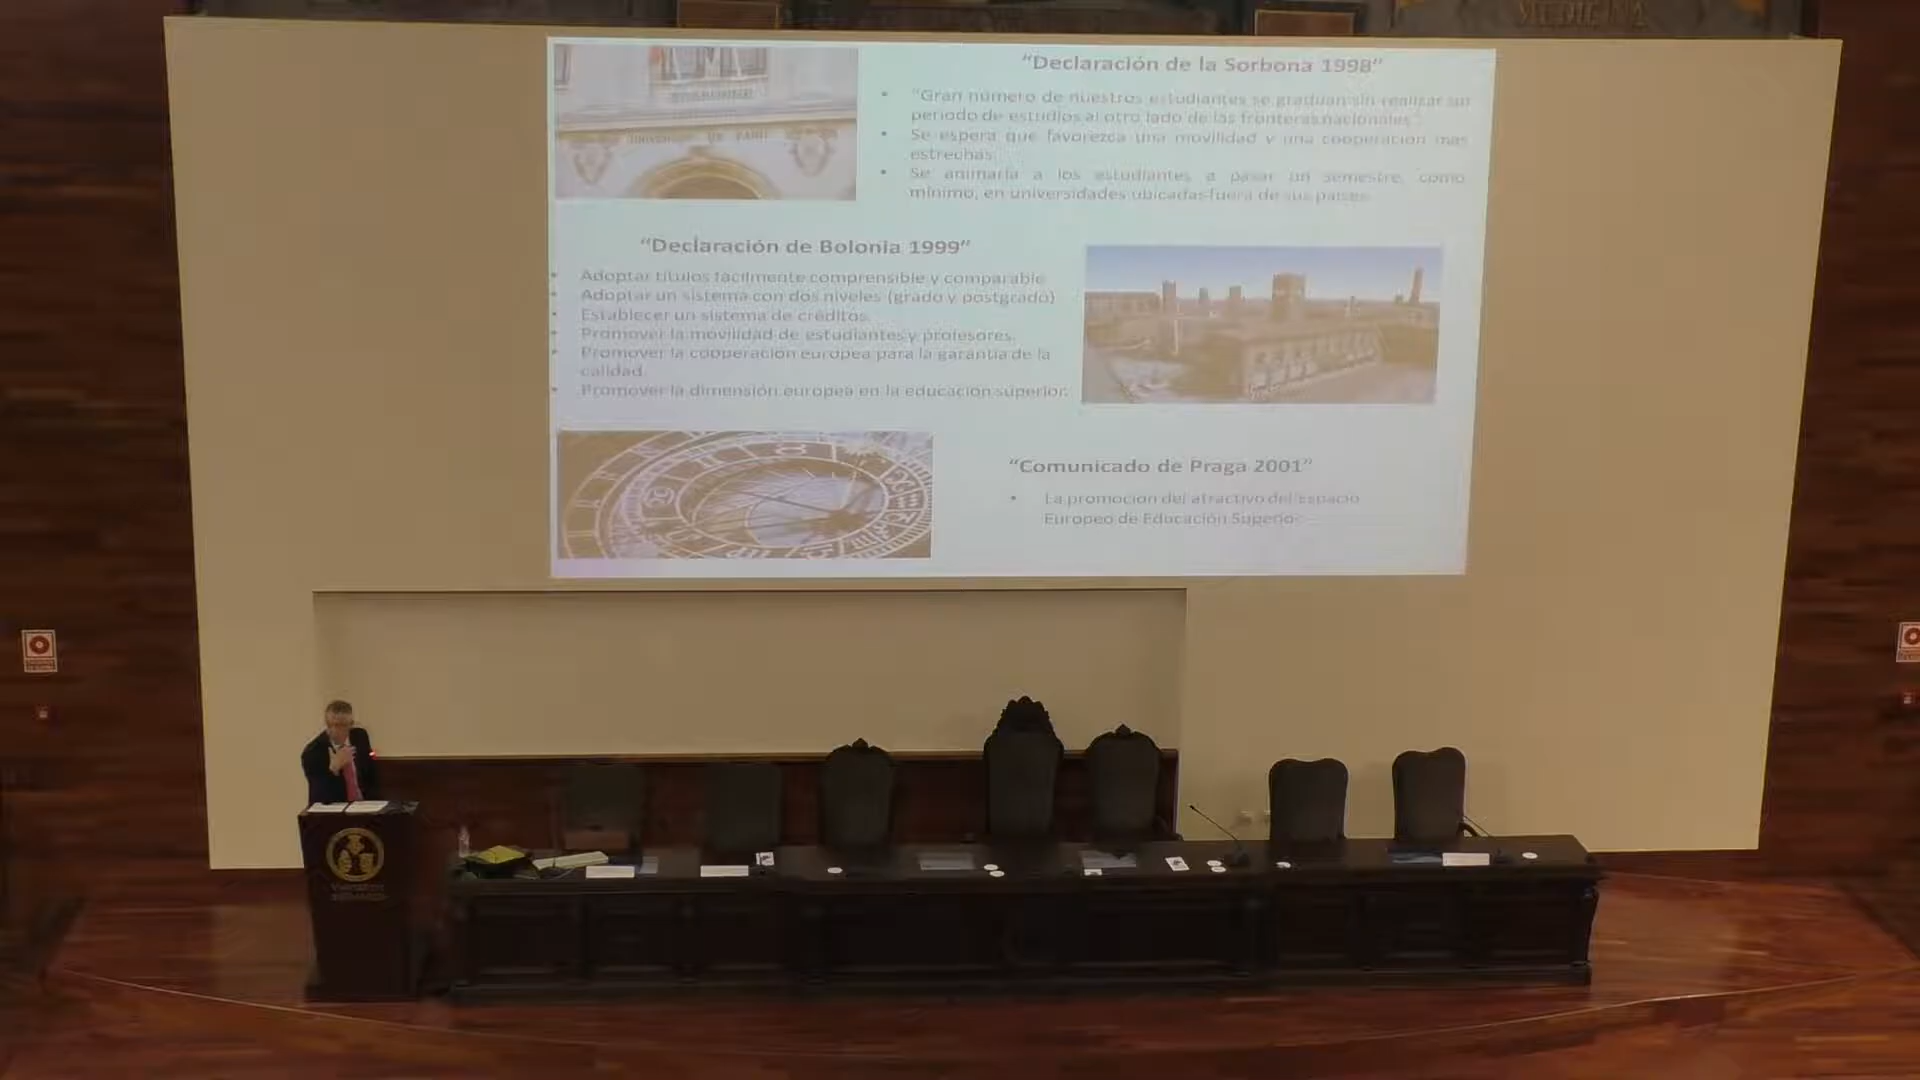 MEDICINA
“Declaración de la Sorbona 1998”
• “Gran número de nuestros estudiantes se graduan sin realizar un
periodo de estudios al otro lado de las fronteras nacionales”.
• Se espera que favorezca una movilidad y una cooperación mas
estrechas.
• Se animaría a los estudiantes a pasar un semestre, como
mínimo, en universidades ubicadas fuera de sus países.
“Declaración de Bolonia 1999”
• Adoptar títulos fácilmente comprensible y comparable
• Adoptar un sistema con dos niveles (grado y postgrado)
• Establecer un sistema de créditos.
• Promover la movilidad de estudiantes y profesores.
• Promover la cooperación europea para la garantía de la
calidad.
• Promover la dimensión europea en la educación superior.
“Comunicado de Praga 2001”
• La promoción del atractivo del Espacio
Europeo de Educación Superio